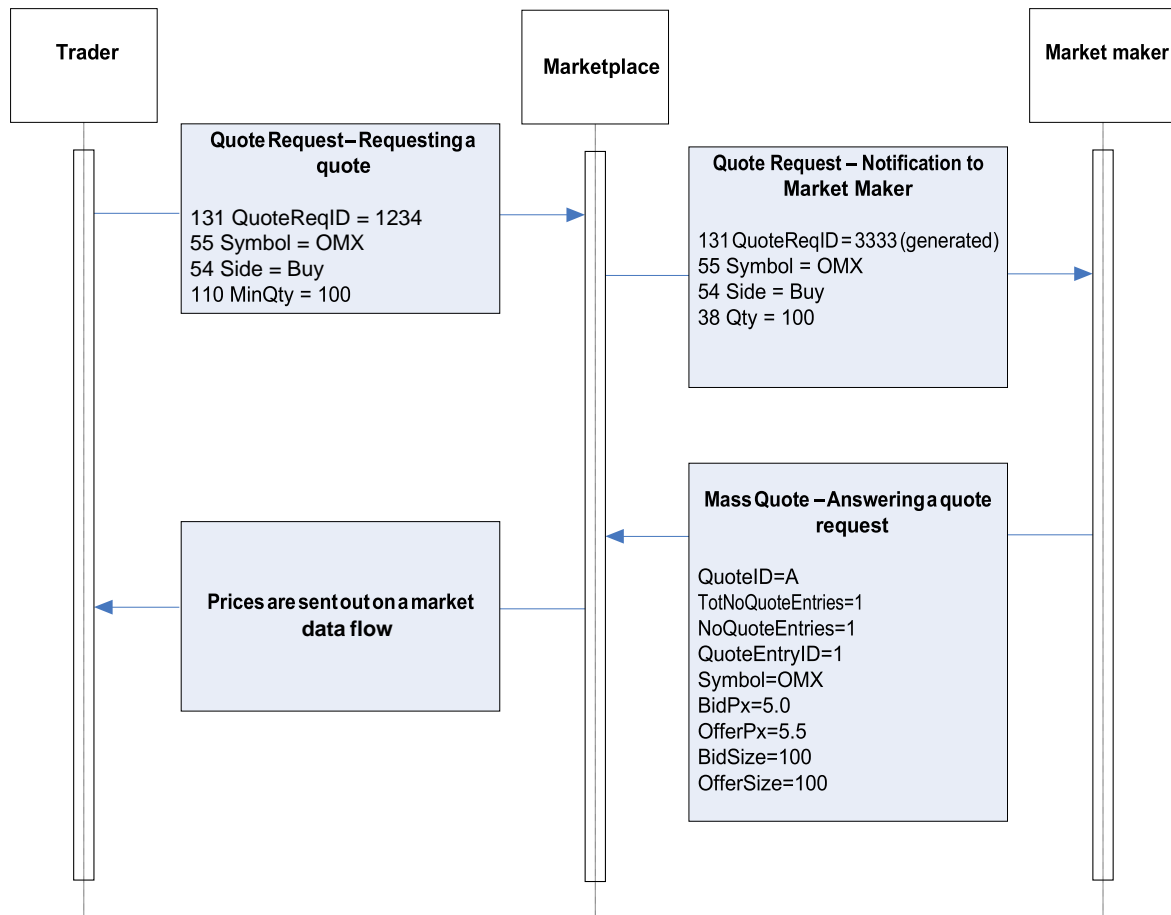 Trader
Marketplace
Market maker
Quote Request – Requesting a
quote
131 QuoteReqID = 1234
55 Symbol = OMX
54 Side = Buy
110 MinQty = 100
Quote Request – Notification to
Market Maker
131 QuoteReqID = 3333 (generated)
55 Symbol = OMX
54 Side = Buy
38 Qty = 100
Mass Quote – Answering a quote
request
QuoteID=A
TotNoQuoteEntries=1
NoQuoteEntries=1
QuoteEntryID=1
Symbol=OMX
BidPx=5.0
OfferPx=5.5
BidSize=100
OfferSize=100
Prices are sent out on a market
data flow